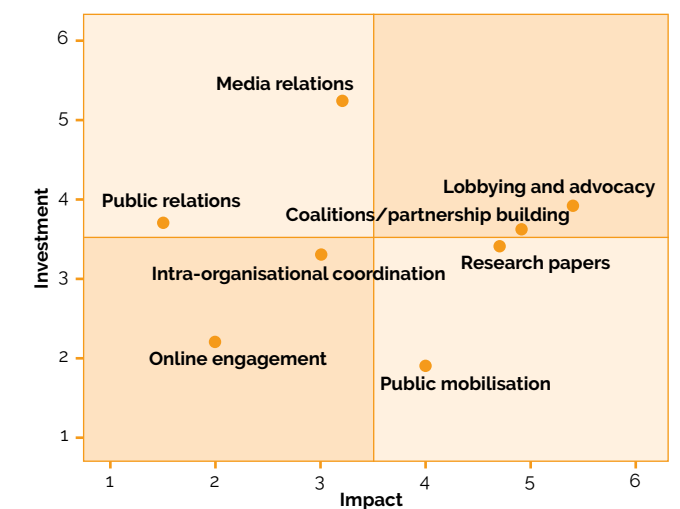 6
Media relations
5
Lobbying and advocacy
4
Public relations
Coalitions/partnership building
Investment
Research papers
3
Intra-organisational coordination
2
Online engagement
Public mobilisation
1
1 2 3 4 5 6
Impact